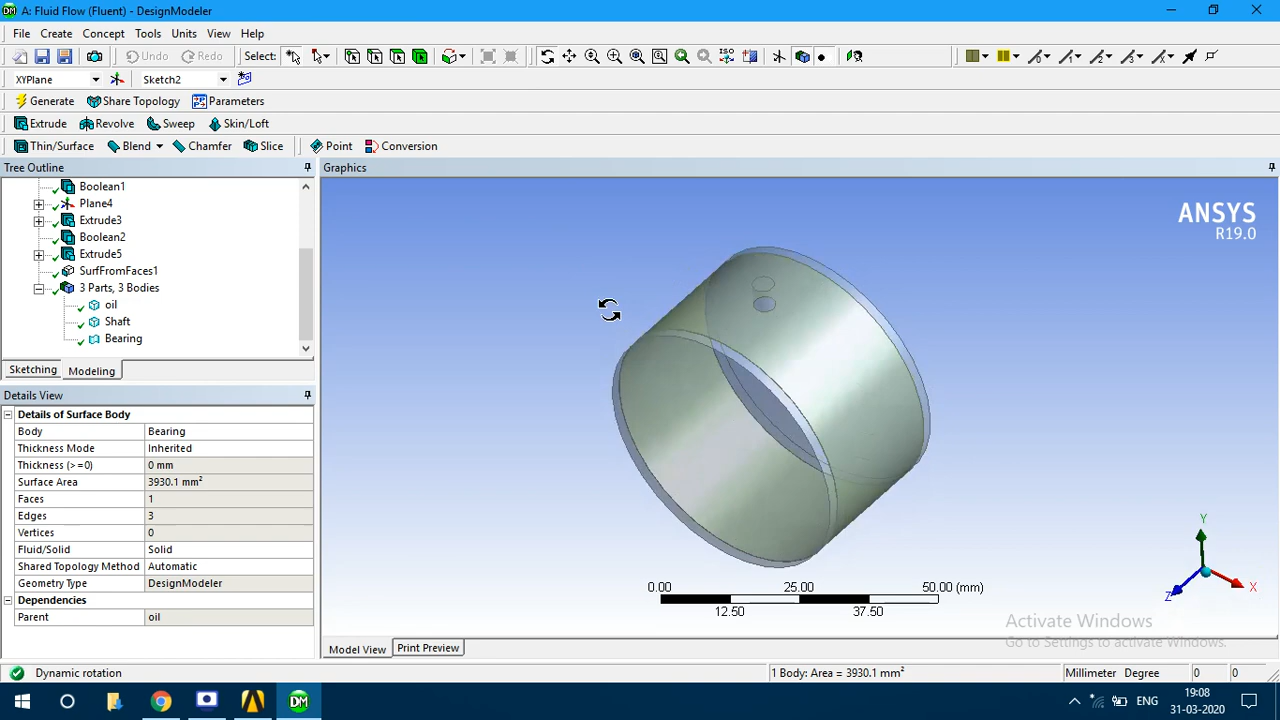 A: Fluid Flow (Fluent) - DesignModeler
File Create Concept Tools Units View Help
Undo Redo Select:
XYPlane Sketch2
Generate Share Topology Parameters
Extrude Revolve Sweep Skin/Loft
Thin/Surface Blend Chamfer Slice Point Conversion
Tree Outline
Graphics
Boolean1
Plane4
Extrude3
Boolean2
Extrude5
SurfFromFaces1
3 Parts, 3 Bodies
oil
Shaft
Bearing
Sketching Modeling
Details View
Details of Surface Body
Body Bearing
Thickness Mode Inherited
Thickness (>=0) 0 mm
Surface Area 3930.1 mm²
Faces 1
Edges 3
Vertices 0
Fluid/Solid Solid
Shared Topology Method Automatic
Geometry Type DesignModeler
Dependencies
Parent oil
ANSYS
R19.0
0.00 25.00 50.00 (mm)
12.50 37.50
Y
X
Z
Activate Windows
Go to Settings to activate Windows.
Model View Print Preview
Dynamic rotation 1 Body: Area = 3930.1 mm² Millimeter Degree 0 0
DM ENG 19:08
31-03-2020